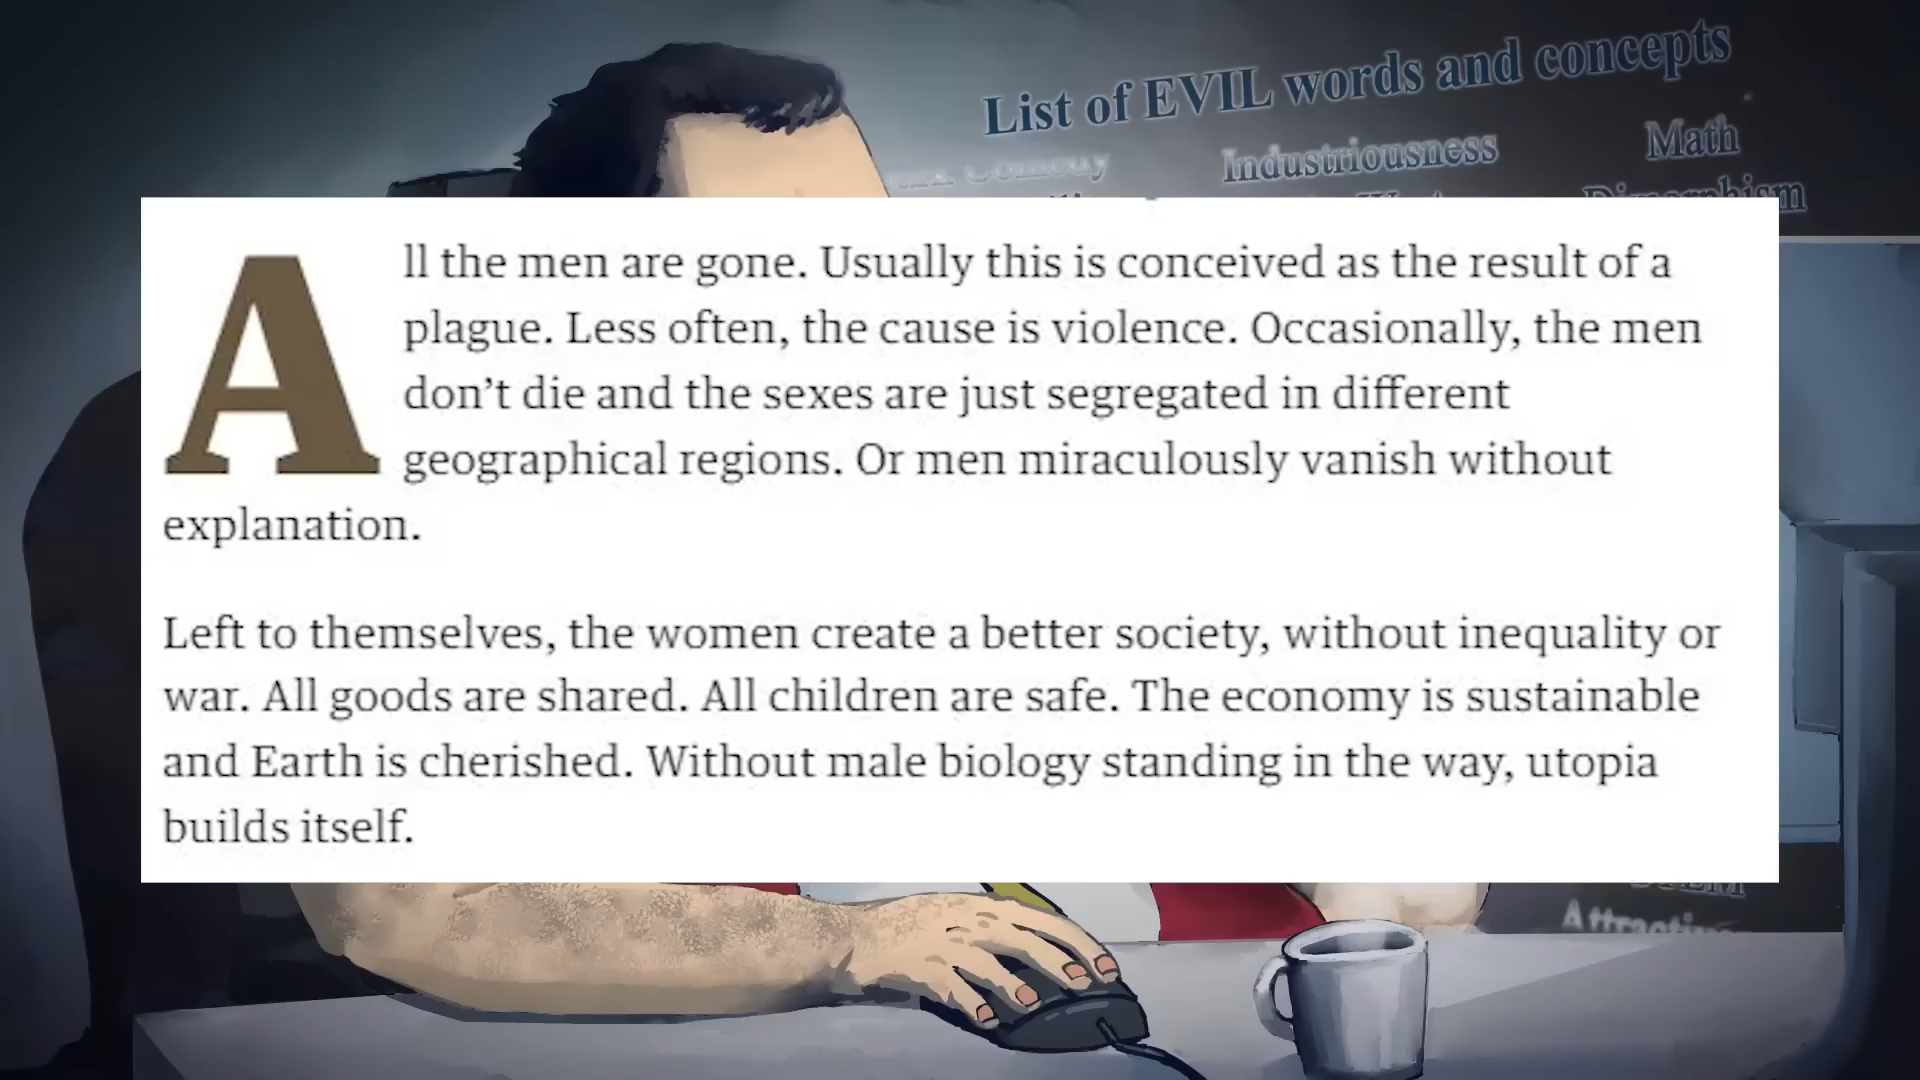 List of EVIL words and concepts
Industriousness
Math
Dimorphism
All the men are gone. Usually this is conceived as the result of a
plague. Less often, the cause is violence. Occasionally, the men
don’t die and the sexes are just segregated in different
geographical regions. Or men miraculously vanish without
explanation.
Left to themselves, the women create a better society, without inequality or
war. All goods are shared. All children are safe. The economy is sustainable
and Earth is cherished. Without male biology standing in the way, utopia
builds itself.